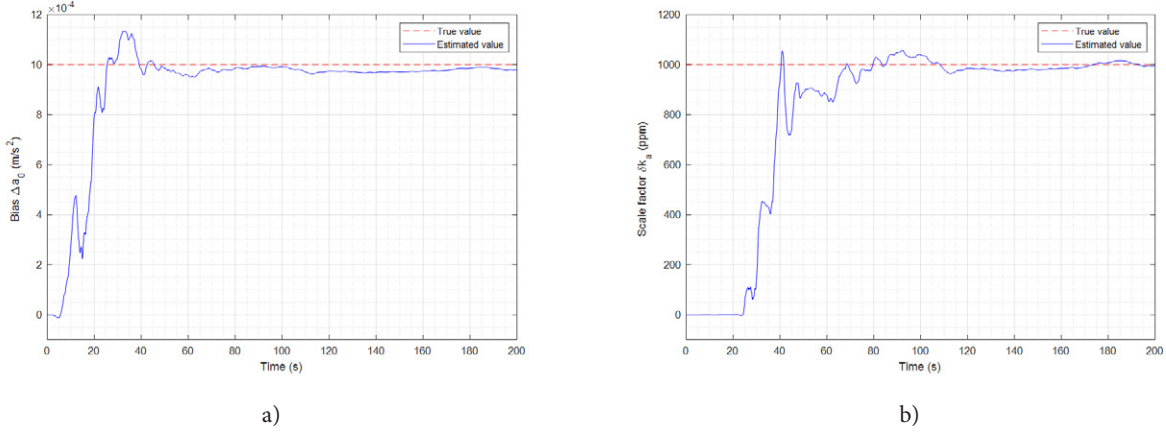 ×10⁻⁴
12
10
8
6
4
2
0
Bias Δa₀ (m/s²)
True value
Estimated value
0 20 40 60 80 100 120 140 160 180 200
Time (s)
a)
1200
1000
800
600
400
200
0
Scale factor δkₐ (ppm)
True value
Estimated value
0 20 40 60 80 100 120 140 160 180 200
Time (s)
b)